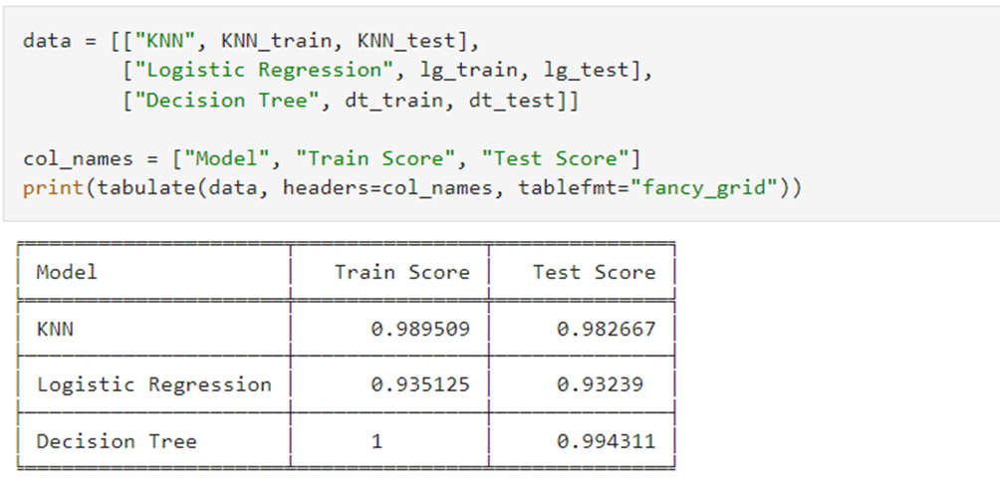 data = [["KNN", KNN_train, KNN_test],
["Logistic Regression", lg_train, lg_test],
["Decision Tree", dt_train, dt_test]]
col_names = ["Model", "Train Score", "Test Score"]
print(tabulate(data, headers=col_names, tablefmt="fancy_grid"))
Model Train Score Test Score
KNN 0.989509 0.982667
Logistic Regression 0.935125 0.93239
Decision Tree 1 0.994311